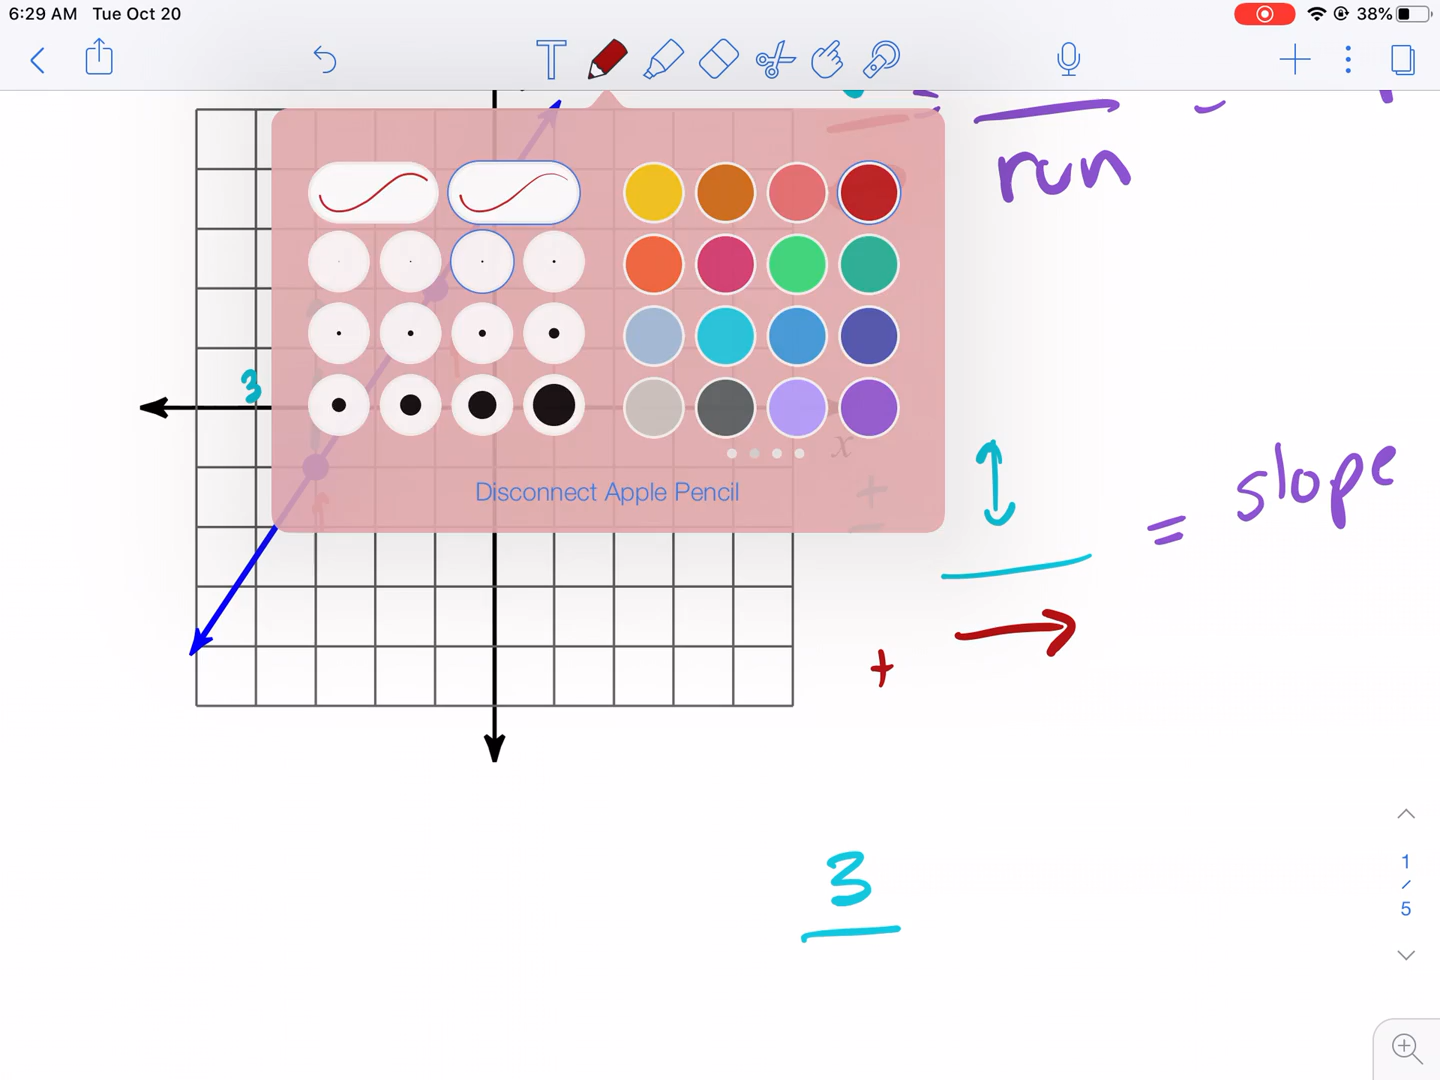 6:29 AM Tue Oct 20
38%
T
run
3
x
+
=
slope
Disconnect Apple Pencil
+
1
/
5
3